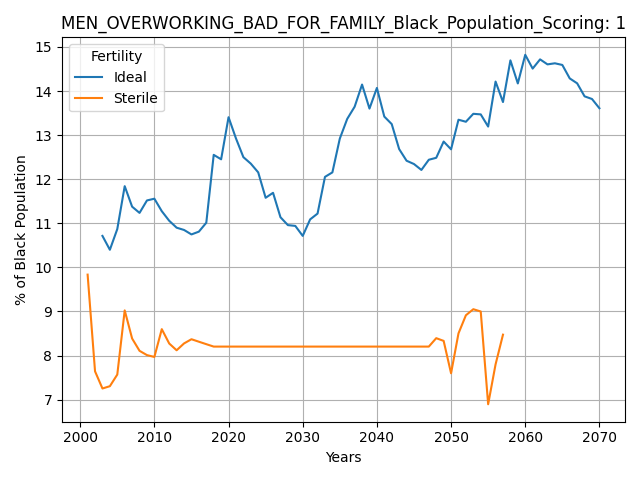 MEN_OVERWORKING_BAD_FOR_FAMILY_Black_Population_Scoring: 1
Fertility
Ideal
Sterile
% of Black Population
15
14
13
12
11
10
9
8
7
2000 2010 2020 2030 2040 2050 2060 2070
Years